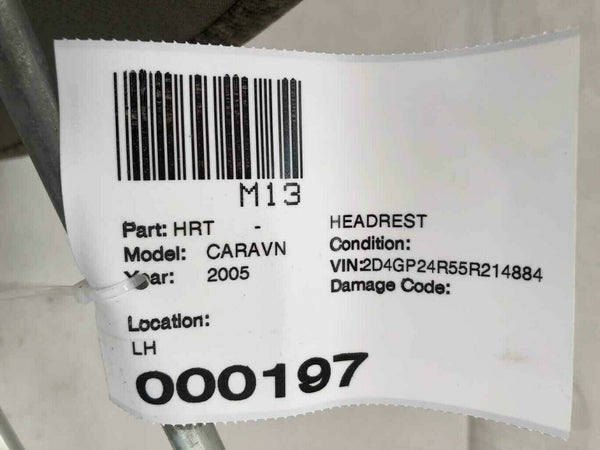 M13
Part: HRT - HEADREST
Model: CARAVN Condition:
Year: 2005 VIN:2D4GP24R55R214884
Damage Code:
Location:
LH
000197